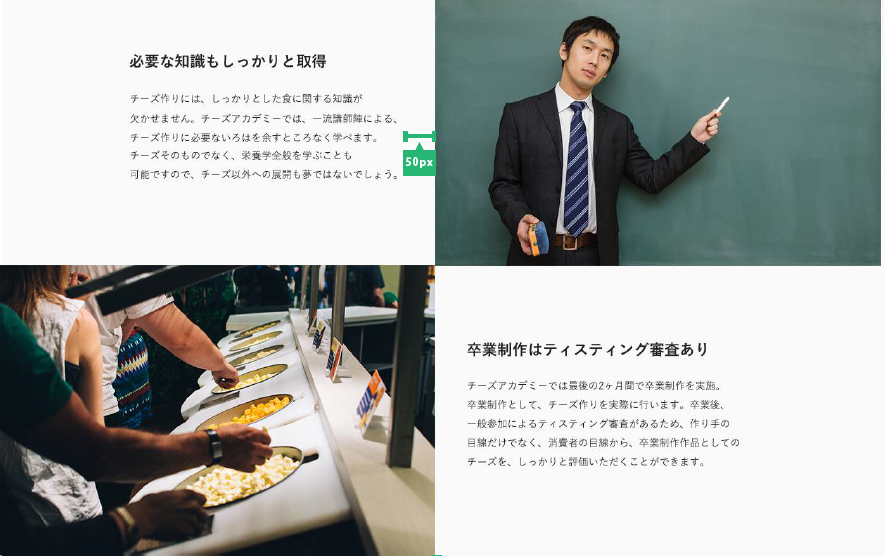 必要な知識もしっかりと取得
チーズ作りには、しっかりとした食に関する知識が
欠かせません。チーズアカデミーでは、一流講師陣による、
チーズ作りに必要ないろはを余すところなく学べます。
チーズそのものでなく、栄養学全般を学ぶことも
可能ですので、チーズ以外への展開も夢ではないでしょう。
50px
卒業制作はティスティング審査あり
チーズアカデミーでは最後の2ヶ月間で卒業制作を実施。
卒業制作として、チーズ作りを実際に行います。卒業後、
一般参加によるティスティング審査があるため、作り手の
目線だけでなく、消費者の目線から、卒業制作作品としての
チーズを、しっかりと評価いただくことができます。